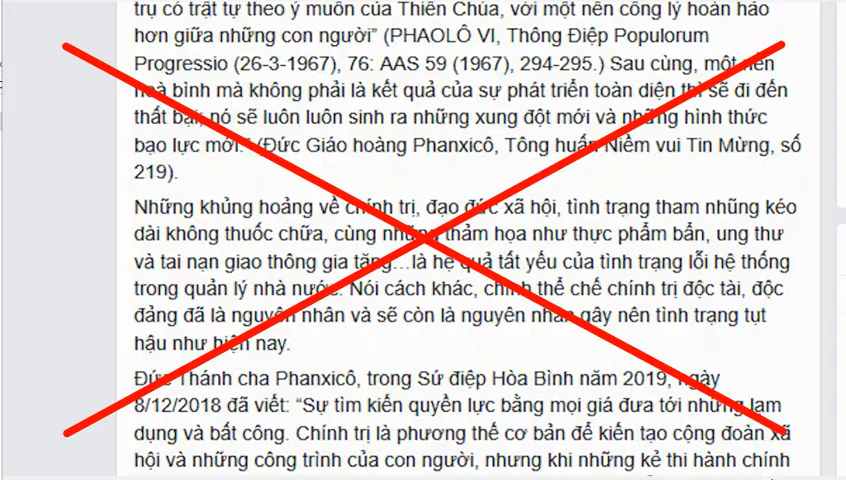 trụ có trật tự theo ý muốn của Thiên Chúa, với một nền công lý hoàn hảo
hơn giữa những con người” (PHAOLÔ VI, Thông Điệp Populorum
Progressio (26-3-1967), 76: AAS 59 (1967), 294-295.) Sau cùng, một nền
hoà bình mà không phải là kết quả của sự phát triển toàn diện thì sẽ đi đến
thất bại; nó sẽ luôn luôn sinh ra những xung đột mới và những hình thức
bạo lực mới.” (Đức Giáo hoàng Phanxicô, Tông huấn Niềm vui Tin Mừng, số
219).
Những khủng hoảng về chính trị, đạo đức xã hội, tình trạng tham nhũng kéo
dài không thuốc chữa, cùng những thảm họa như thực phẩm bẩn, ung thư
và tai nạn giao thông gia tăng...là hệ quả tất yếu của tình trạng lỗi hệ thống
trong quản lý nhà nước. Nói cách khác, chính thể chế chính trị độc tài, độc
đảng đã là nguyên nhân và sẽ còn là nguyên nhân gây nên tình trạng tụt
hậu như hiện nay.
Đức Thánh cha Phanxicô, trong Sứ điệp Hòa Bình năm 2019, ngày
8/12/2018 đã viết: “Sự tìm kiến quyền lực bằng mọi giá đưa tới những lạm
dụng và bất công. Chính trị là phương thế cơ bản để kiến tạo cộng đoàn xã
hội và những công trình của con người, nhưng khi những kẻ thi hành chính